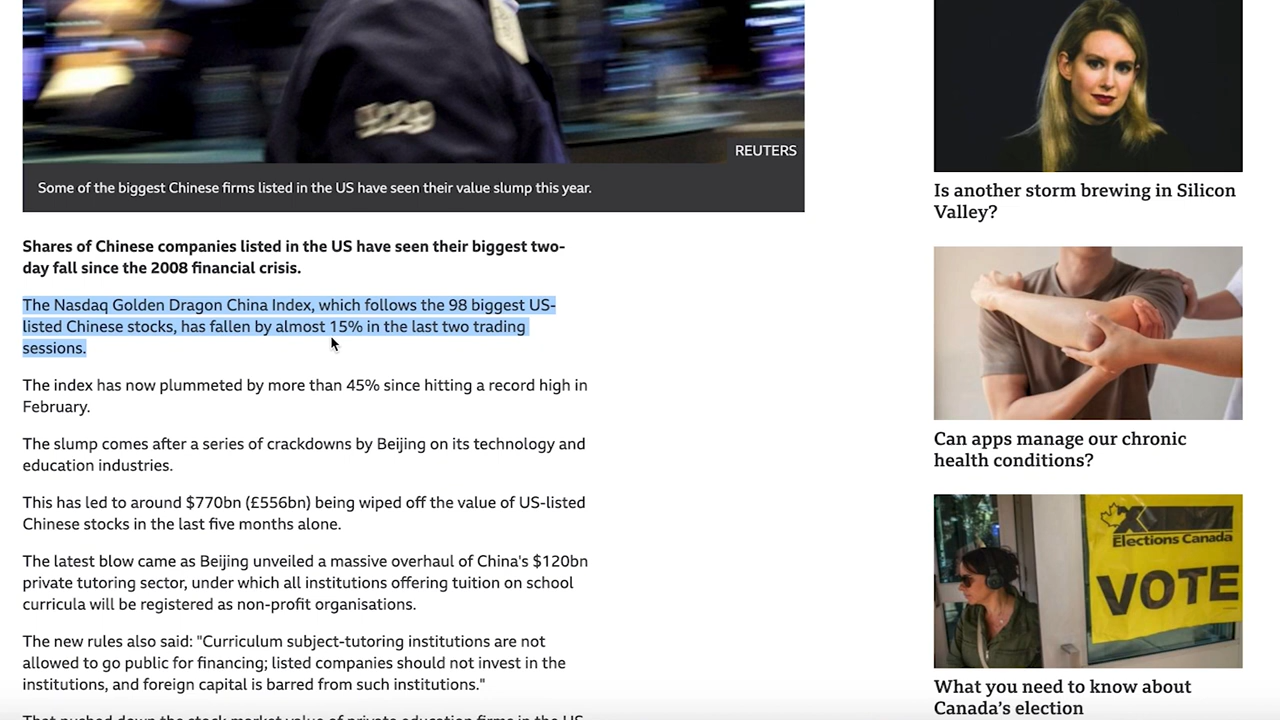 1929
REUTERS
Some of the biggest Chinese firms listed in the US have seen their value slump this year.
Shares of Chinese companies listed in the US have seen their biggest two-
day fall since the 2008 financial crisis.
The Nasdaq Golden Dragon China Index, which follows the 98 biggest US-
listed Chinese stocks, has fallen by almost 15% in the last two trading
sessions.
The index has now plummeted by more than 45% since hitting a record high in
February.
The slump comes after a series of crackdowns by Beijing on its technology and
education industries.
This has led to around $770bn (£556bn) being wiped off the value of US-listed
Chinese stocks in the last five months alone.
The latest blow came as Beijing unveiled a massive overhaul of China's $120bn
private tutoring sector, under which all institutions offering tuition on school
curricula will be registered as non-profit organisations.
The new rules also said: "Curriculum subject-tutoring institutions are not
allowed to go public for financing; listed companies should not invest in the
institutions, and foreign capital is barred from such institutions."
Is another storm brewing in Silicon
Valley?
Can apps manage our chronic
health conditions?
Elections Canada
VOTE
What you need to know about
Canada's election